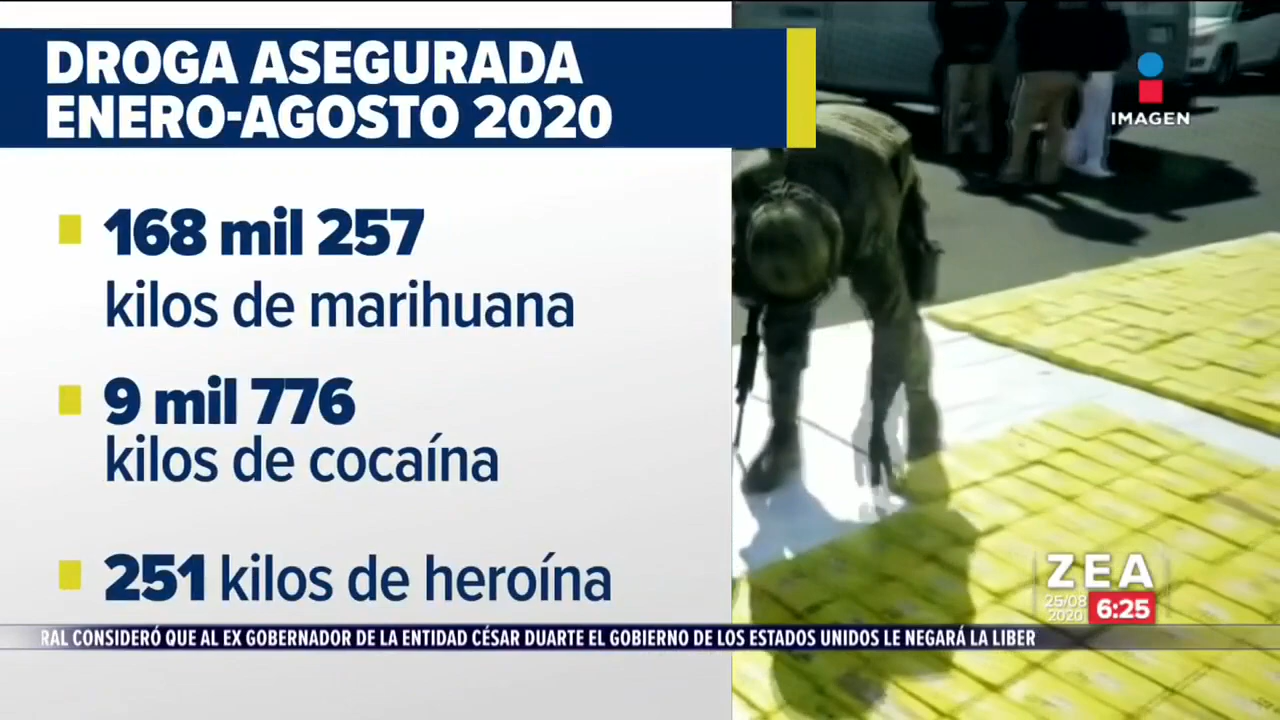 DROGA ASEGURADA
ENERO-AGOSTO 2020
IMAGEN
168 mil 257
kilos de marihuana
9 mil 776
kilos de cocaína
251 kilos de heroína
ZEA
25/08
2020
6:25
RAL CONSIDERÓ QUE AL EX GOBERNADOR DE LA ENTIDAD CÉSAR DUARTE EL GOBIERNO DE LOS ESTADOS UNIDOS LE NEGARÁ LA LIBER